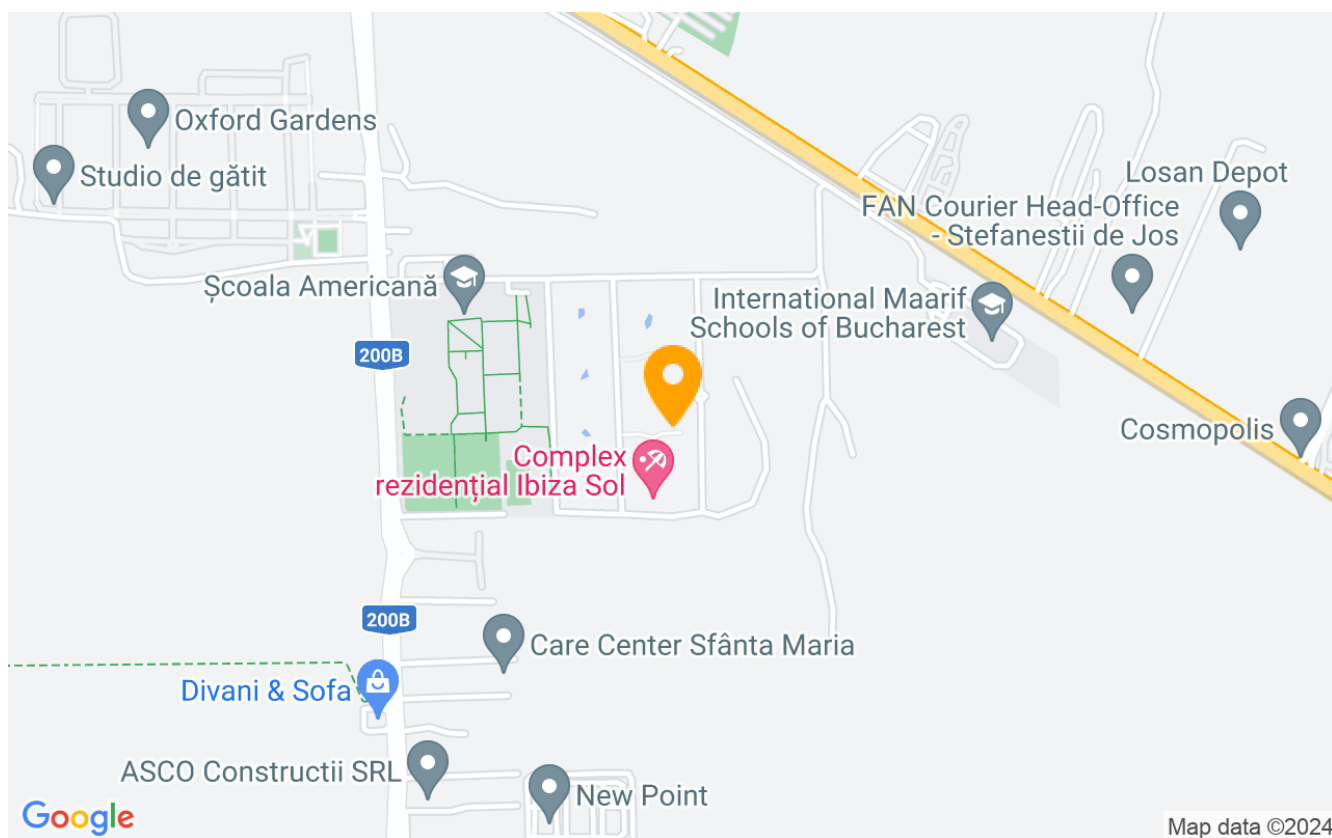 Oxford Gardens
Studio de gătit
Losan Depot
FAN Courier Head-Office
- Stefanestii de Jos
Școala Americană
International Maarif
Schools of Bucharest
200B
Cosmopolis
Complex
rezidențial Ibiza Sol
200B
Care Center Sfânta Maria
Divani & Sofa
ASCO Constructii SRL
New Point
Google
Map data ©2024